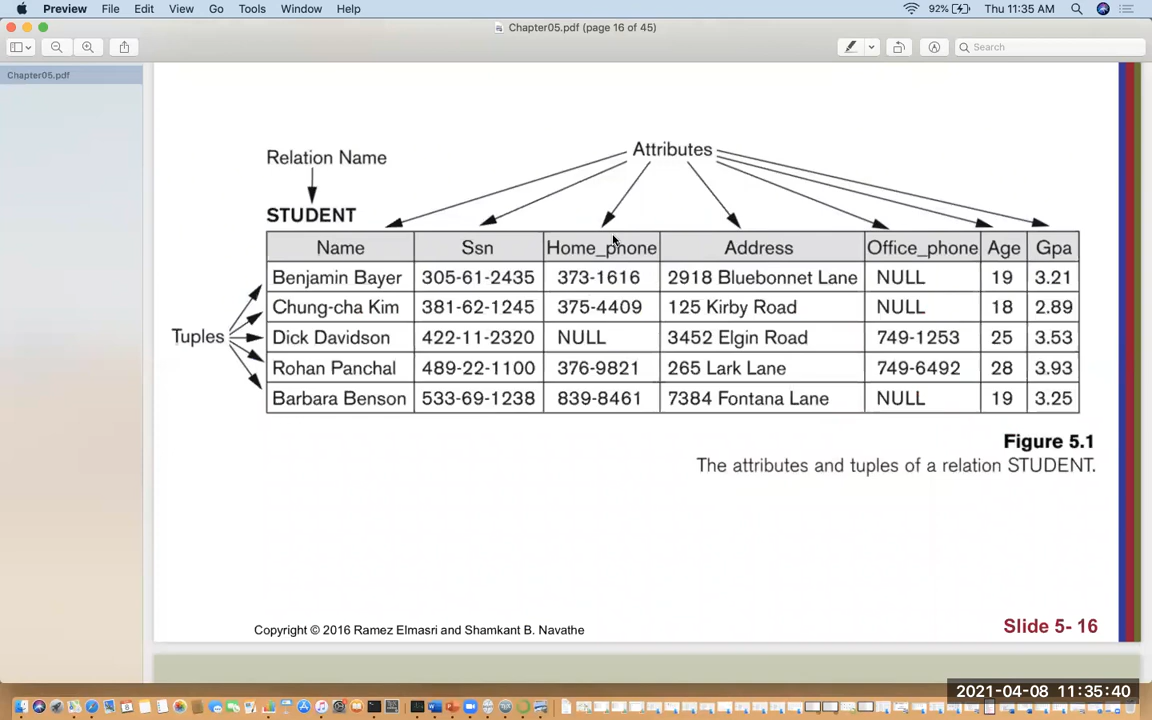 Preview File Edit View Go Tools Window Help 92% Thu 11:35 AM
Chapter05.pdf (page 16 of 45)
Search
Chapter05.pdf
Attributes
Relation Name
STUDENT
Name Ssn Home_phone Address Office_phone Age Gpa
Benjamin Bayer 305-61-2435 373-1616 2918 Bluebonnet Lane NULL 19 3.21
Chung-cha Kim 381-62-1245 375-4409 125 Kirby Road NULL 18 2.89
Tuples Dick Davidson 422-11-2320 NULL 3452 Elgin Road 749-1253 25 3.53
Rohan Panchal 489-22-1100 376-9821 265 Lark Lane 749-6492 28 3.93
Barbara Benson 533-69-1238 839-8461 7384 Fontana Lane NULL 19 3.25
Figure 5.1
The attributes and tuples of a relation STUDENT.
Copyright © 2016 Ramez Elmasri and Shamkant B. Navathe
Slide 5- 16
2021-04-08 11:35:40